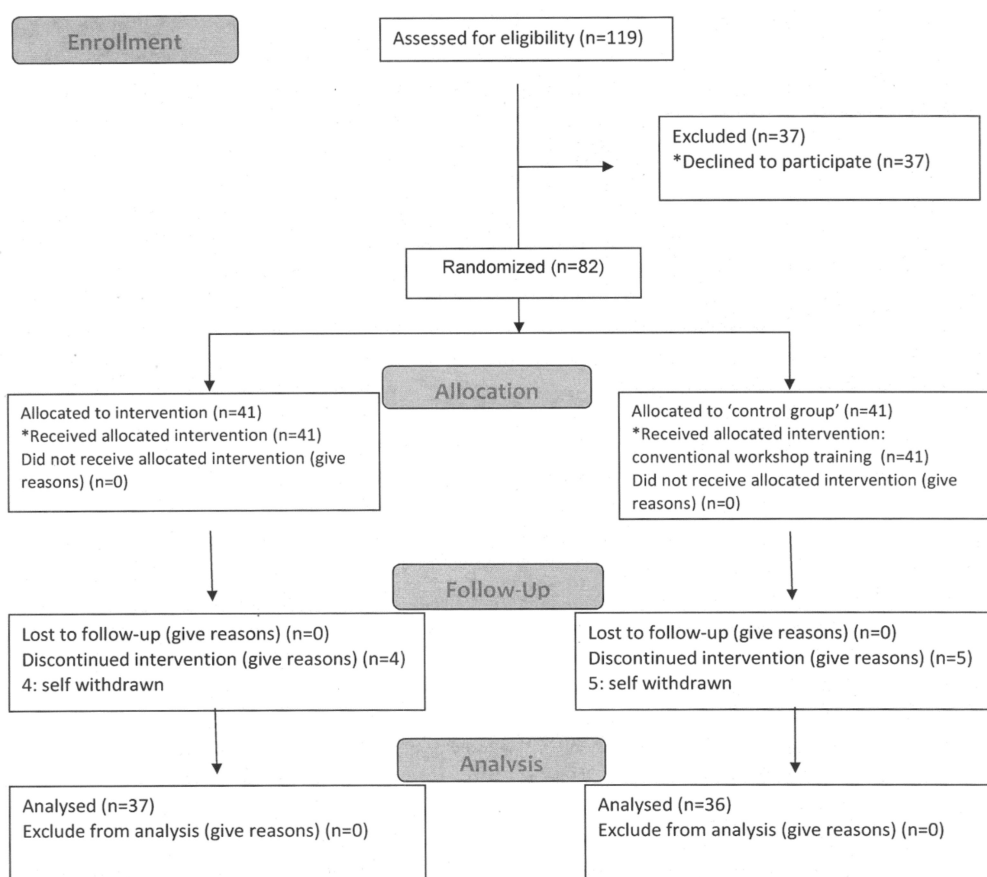 Enrollment
Assessed for eligibility (n=119)
Excluded (n=37)
*Declined to participate (n=37)
Randomized (n=82)
Allocation
Allocated to intervention (n=41)
*Received allocated intervention (n=41)
Did not receive allocated intervention (give
reasons) (n=0)
Allocated to ‘control group’ (n=41)
*Received allocated intervention:
conventional workshop training (n=41)
Did not receive allocated intervention (give
reasons) (n=0)
Follow-Up
Lost to follow-up (give reasons) (n=0)
Discontinued intervention (give reasons) (n=4)
4: self withdrawn
Lost to follow-up (give reasons) (n=0)
Discontinued intervention (give reasons) (n=5)
5: self withdrawn
Analysis
Analysed (n=37)
Exclude from analysis (give reasons) (n=0)
Analysed (n=36)
Exclude from analysis (give reasons) (n=0)